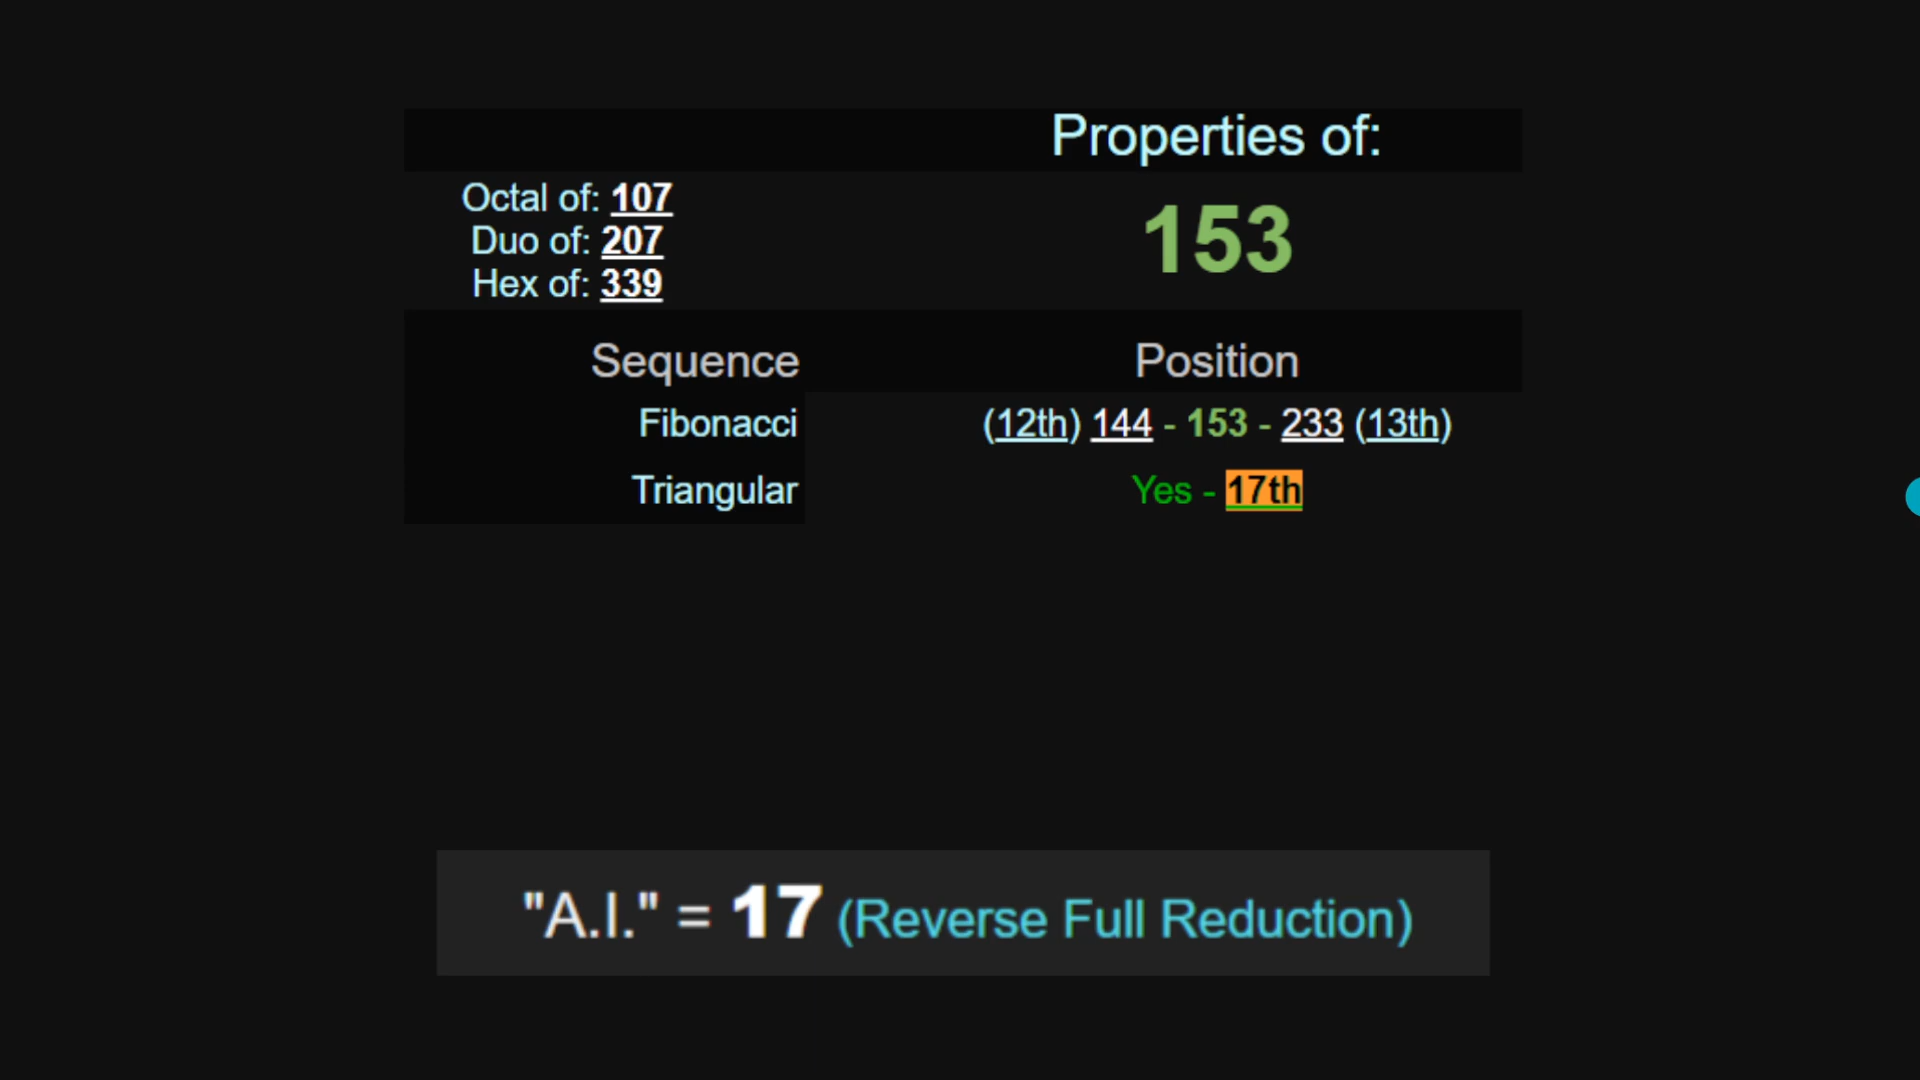 Properties of:
Octal of: 107
Duo of: 207
Hex of: 339
153
Sequence Position
Fibonacci (12th) 144 - 153 - 233 (13th)
Triangular Yes - 17th
"A.I." = 17 (Reverse Full Reduction)